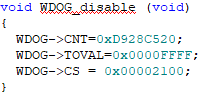 void WDOG_disable (void)
{
WDOG->CNT=0xD928C520;
WDOG->TOVAL=0x0000FFFF;
WDOG->CS = 0x00002100;
}